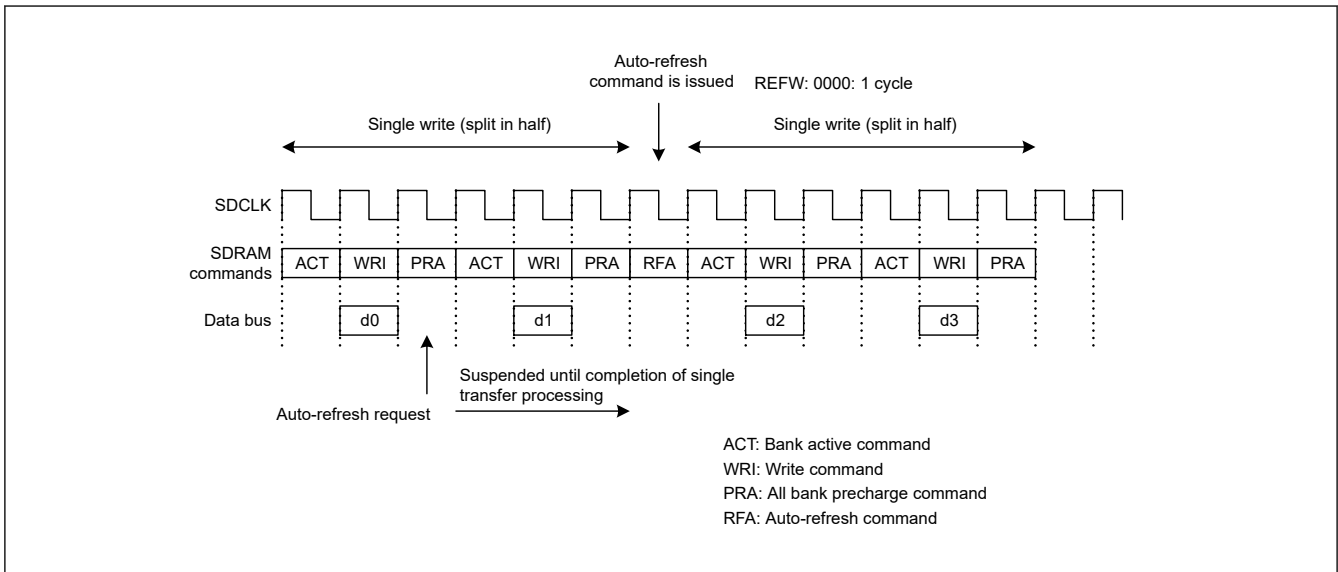 Auto-refresh
command is issued
REFW: 0000: 1 cycle
Single write (split in half)
Single write (split in half)
SDCLK
SDRAM
commands
ACT WRI PRA ACT WRI PRA RFA ACT WRI PRA ACT WRI PRA
Data bus
d0 d1 d2 d3
Suspended until completion of single
transfer processing
Auto-refresh request
ACT: Bank active command
WRI: Write command
PRA: All bank precharge command
RFA: Auto-refresh command